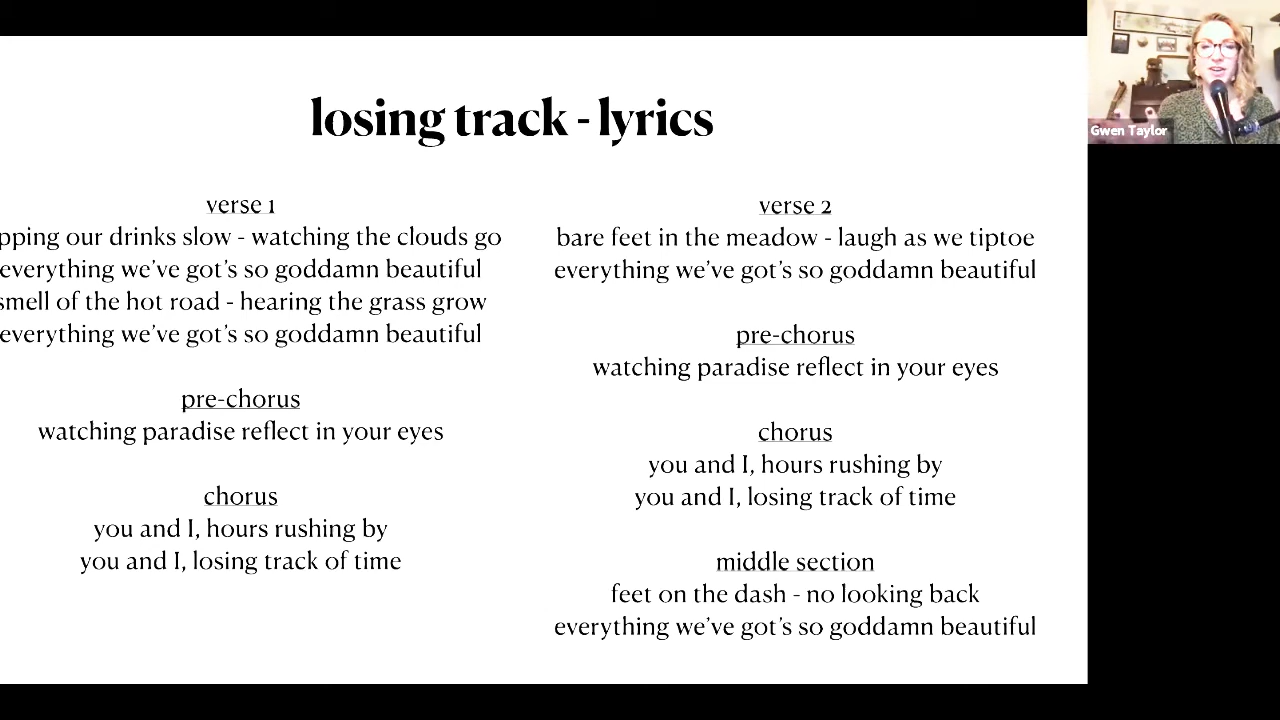 losing track - lyrics
verse 1
pping our drinks slow - watching the clouds go
everything we've got's so goddamn beautiful
smell of the hot road - hearing the grass grow
everything we've got's so goddamn beautiful
pre-chorus
watching paradise reflect in your eyes
chorus
you and I, hours rushing by
you and I, losing track of time
verse 2
bare feet in the meadow - laugh as we tiptoe
everything we've got's so goddamn beautiful
pre-chorus
watching paradise reflect in your eyes
chorus
you and I, hours rushing by
you and I, losing track of time
middle section
feet on the dash - no looking back
everything we've got's so goddamn beautiful
Gwen Taylor